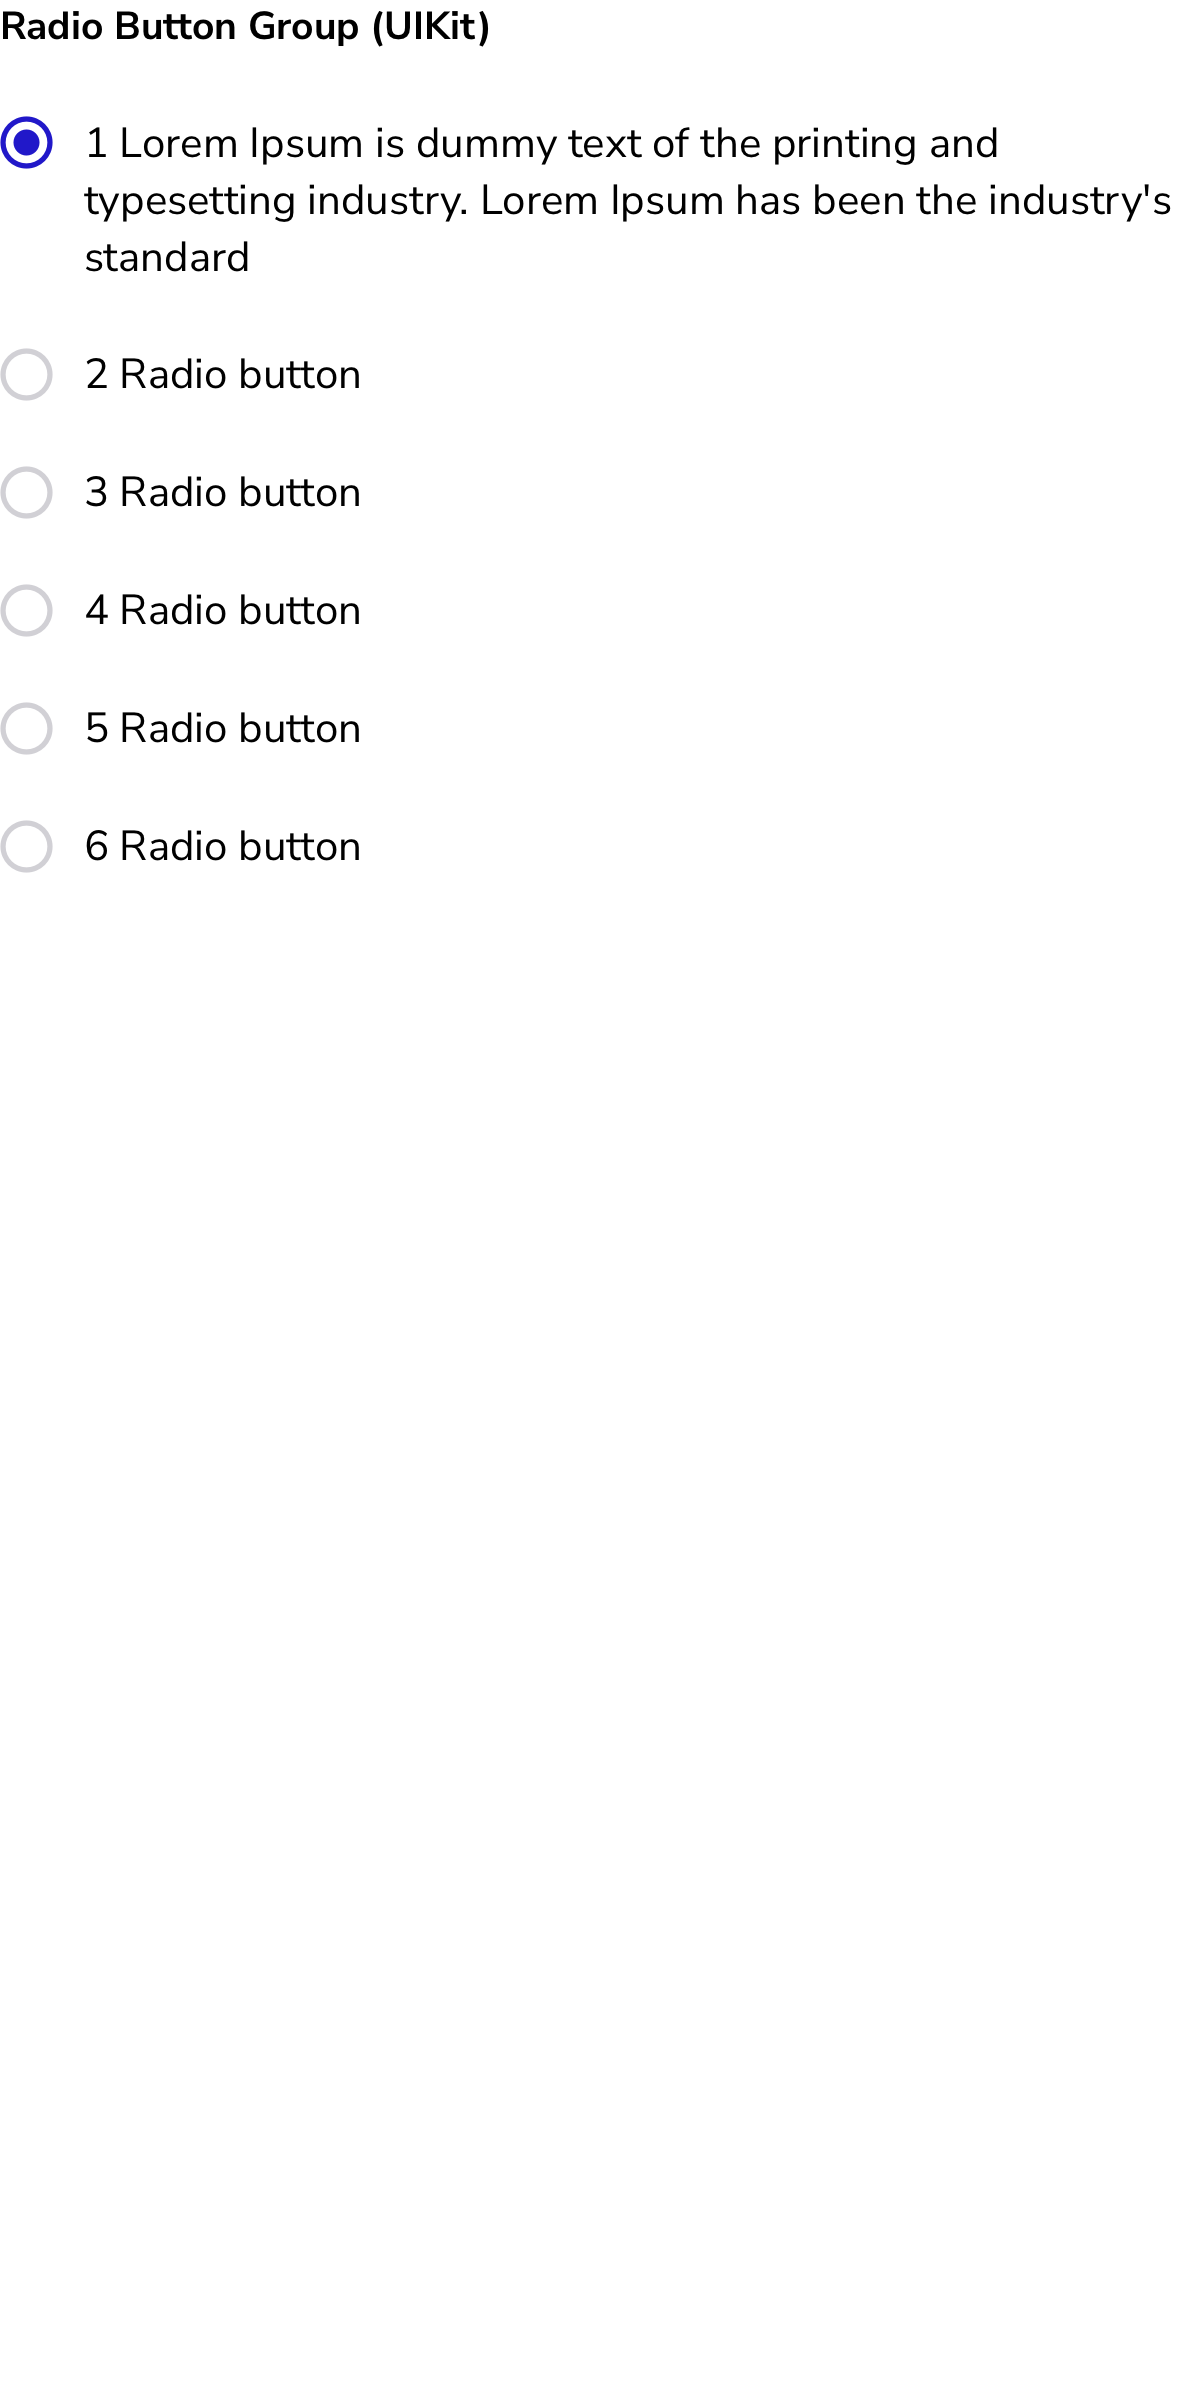 Radio Button Group (UIKit)
1 Lorem Ipsum is dummy text of the printing and
typesetting industry. Lorem Ipsum has been the industry's
standard
2 Radio button
3 Radio button
4 Radio button
5 Radio button
6 Radio button